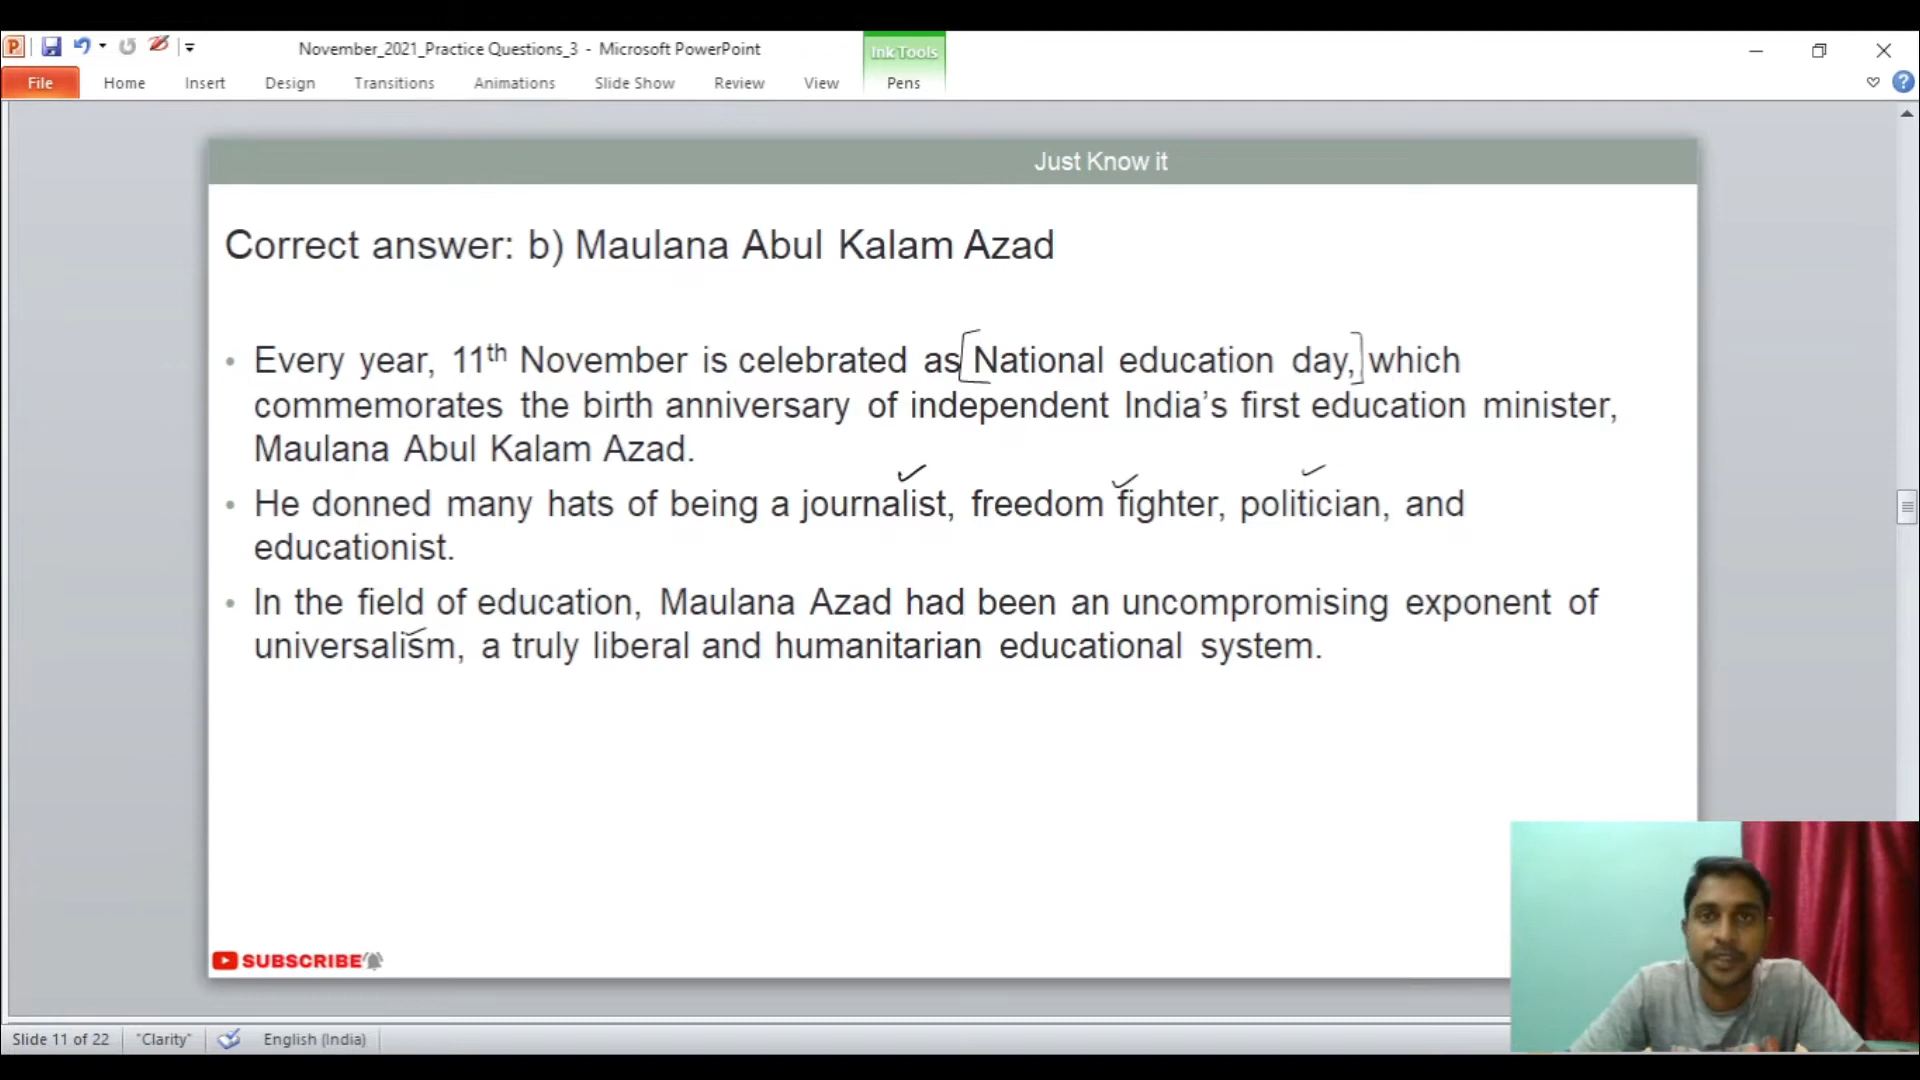 November_2021_Practice Questions_3 - Microsoft PowerPoint
Ink Tools
File Home Insert Design Transitions Animations Slide Show Review View Pens
Just Know it
Correct answer: b) Maulana Abul Kalam Azad
• Every year, 11th November is celebrated as [National education day,] which
commemorates the birth anniversary of independent India’s first education minister,
Maulana Abul Kalam Azad.
• He donned many hats of being a journalist, freedom fighter, politician, and
educationist.
• In the field of education, Maulana Azad had been an uncompromising exponent of
universalism, a truly liberal and humanitarian educational system.
SUBSCRIBE
Slide 11 of 22 "Clarity" English (India)